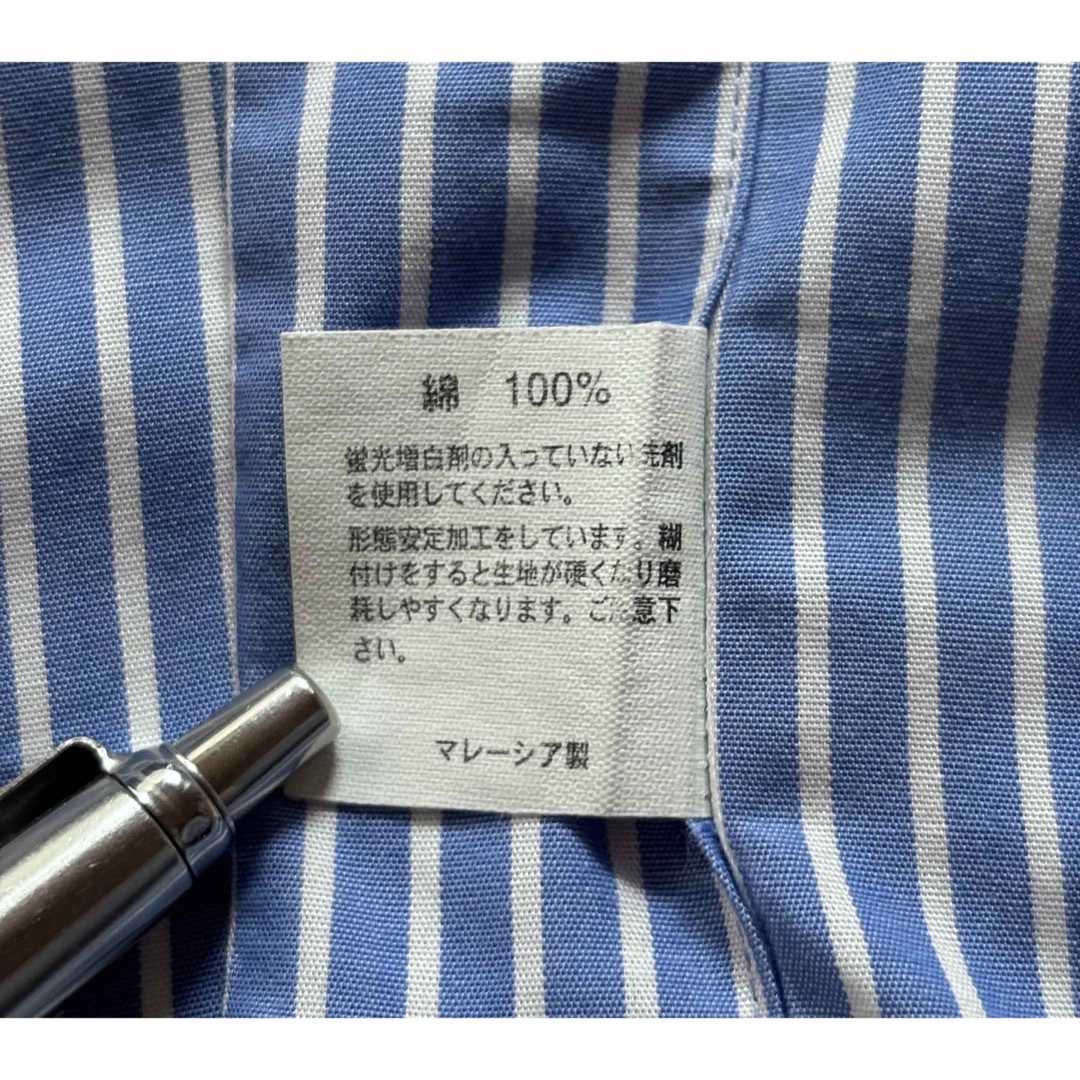 綿 100%
蛍光増白剤の入っていない洗剤
を使用してください。
形態安定加工をしています。糊
付けをすると生地が硬くなり磨
耗しやすくなります。ご注意下
さい。
マレーシア製